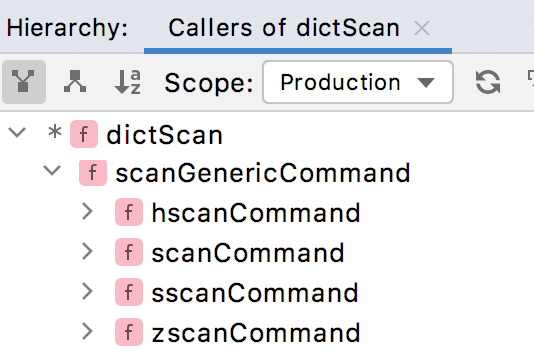 Hierarchy: Callers of dictScan
Scope: Production
* f dictScan
f scanGenericCommand
f hscanCommand
f scanCommand
f sscanCommand
f zscanCommand